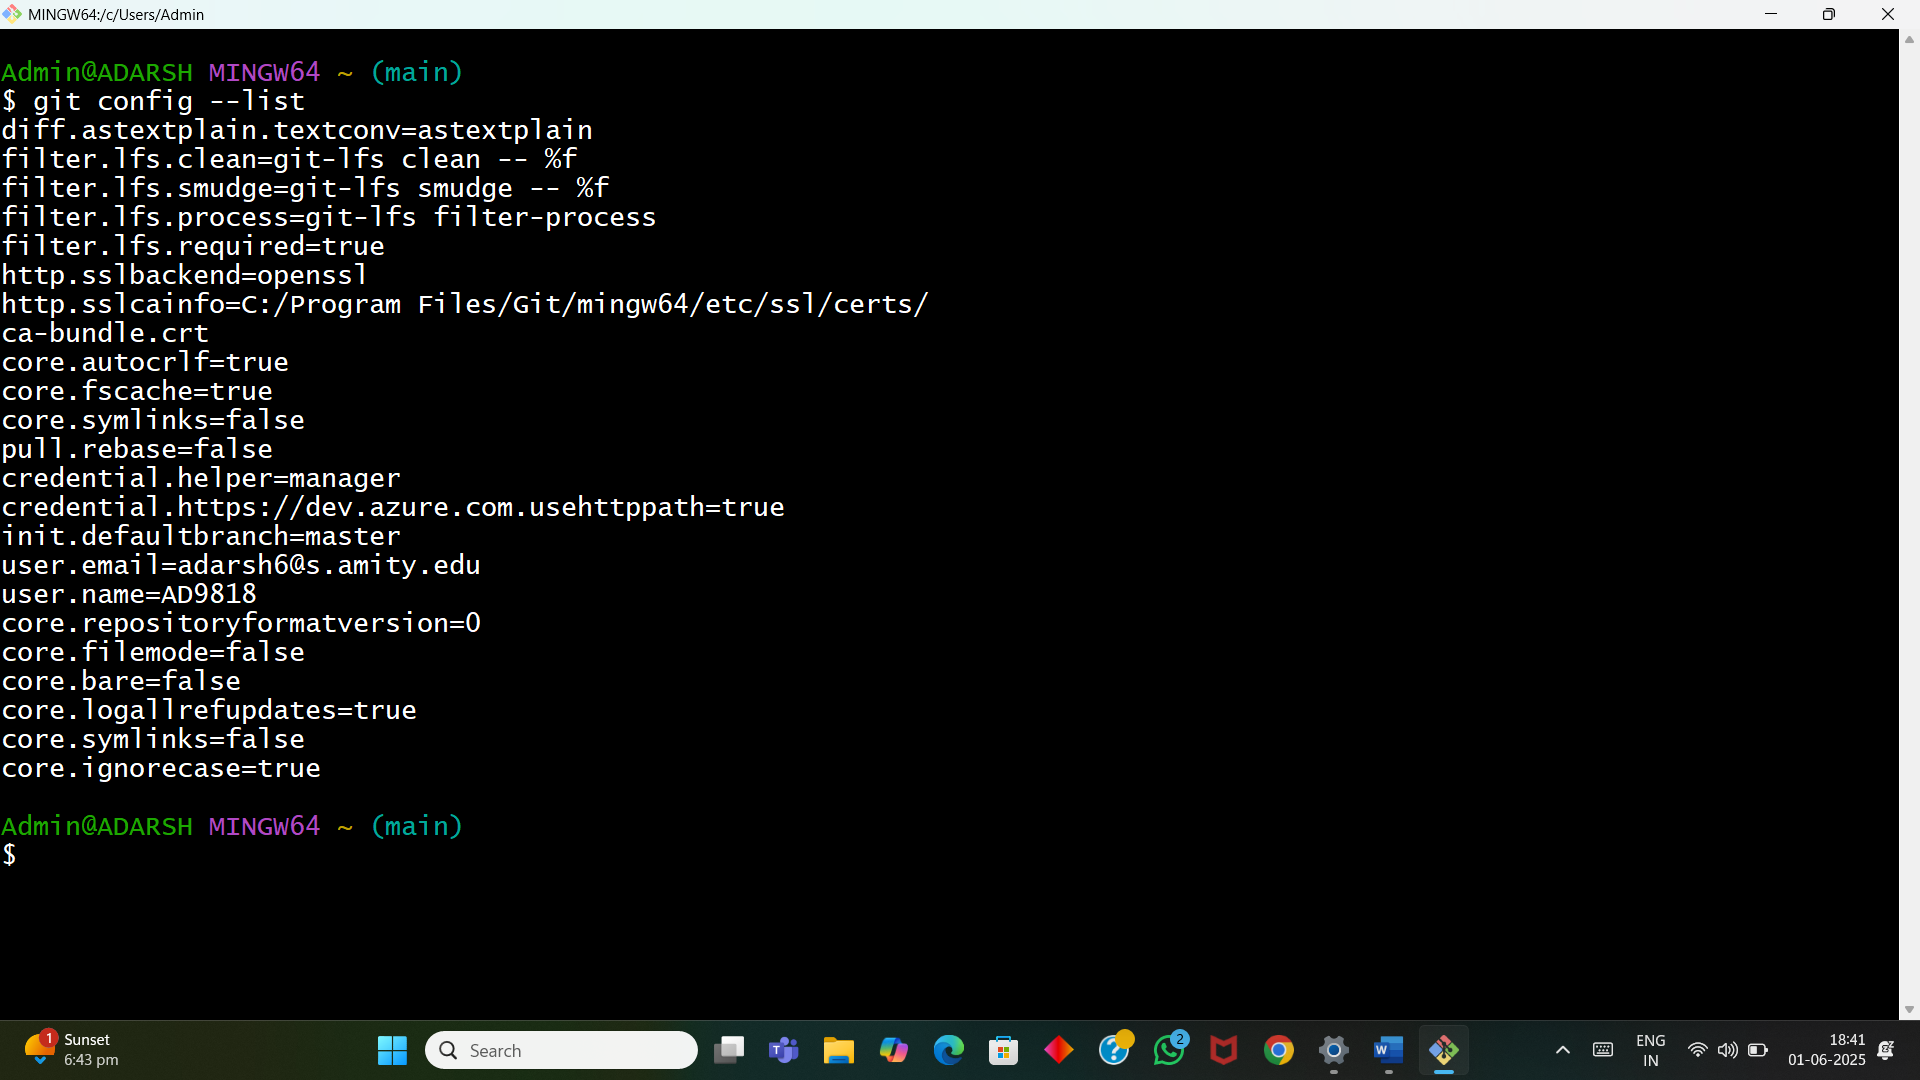 MINGW64:/c/Users/Admin
Admin@ADARSH MINGW64 ~ (main)
$ git config --list
diff.astextplain.textconv=astextplain
filter.lfs.clean=git-lfs clean -- %f
filter.lfs.smudge=git-lfs smudge -- %f
filter.lfs.process=git-lfs filter-process
filter.lfs.required=true
http.sslbackend=openssl
http.sslcainfo=C:/Program Files/Git/mingw64/etc/ssl/certs/
ca-bundle.crt
core.autocrlf=true
core.fscache=true
core.symlinks=false
pull.rebase=false
credential.helper=manager
credential.https://dev.azure.com.usehttppath=true
init.defaultbranch=master
user.email=adarsh6@s.amity.edu
user.name=AD9818
core.repositoryformatversion=0
core.filemode=false
core.bare=false
core.logallrefupdates=true
core.symlinks=false
core.ignorecase=true
Admin@ADARSH MINGW64 ~ (main)
$
1
Sunset
6:43 pm
Search
2
ENG
IN
18:41
01-06-2025